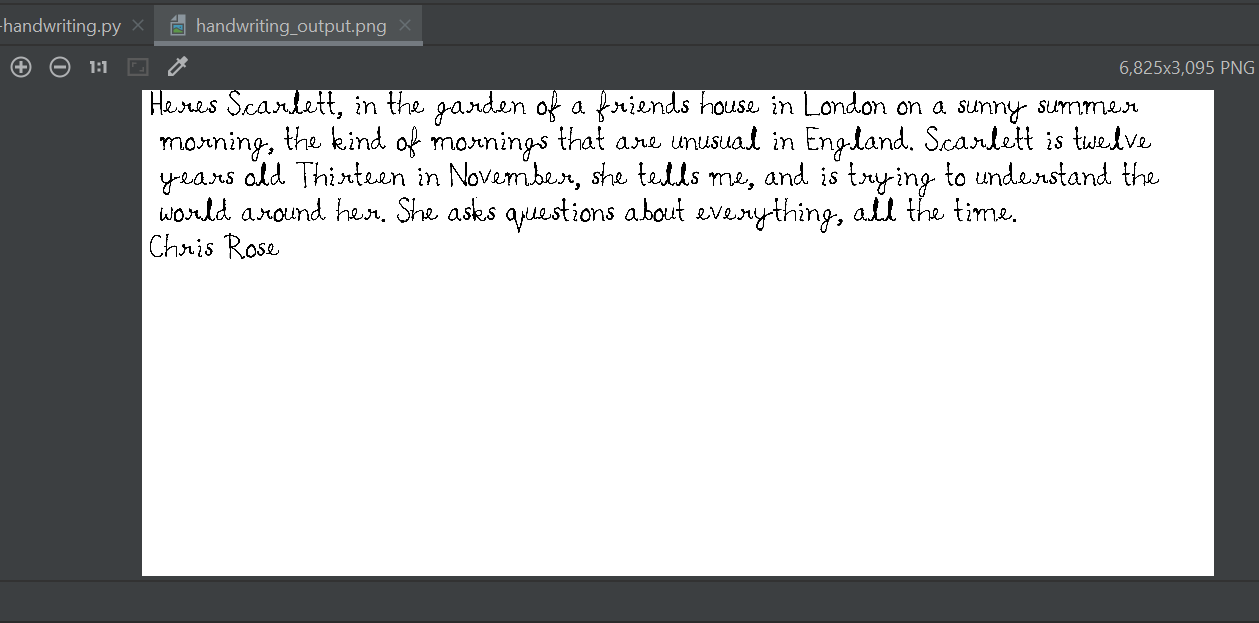 -handwriting.py
handwriting_output.png
1:1
6,825x3,095 PNG
Heres Scarlett, in the garden of a friends house in London on a sunny summer
morning, the kind of mornings that are unusual in England. Scarlett is twelve
years old Thirteen in November, she tells me, and is trying to understand the
world around her. She asks questions about everything, all the time.
Chris Rose